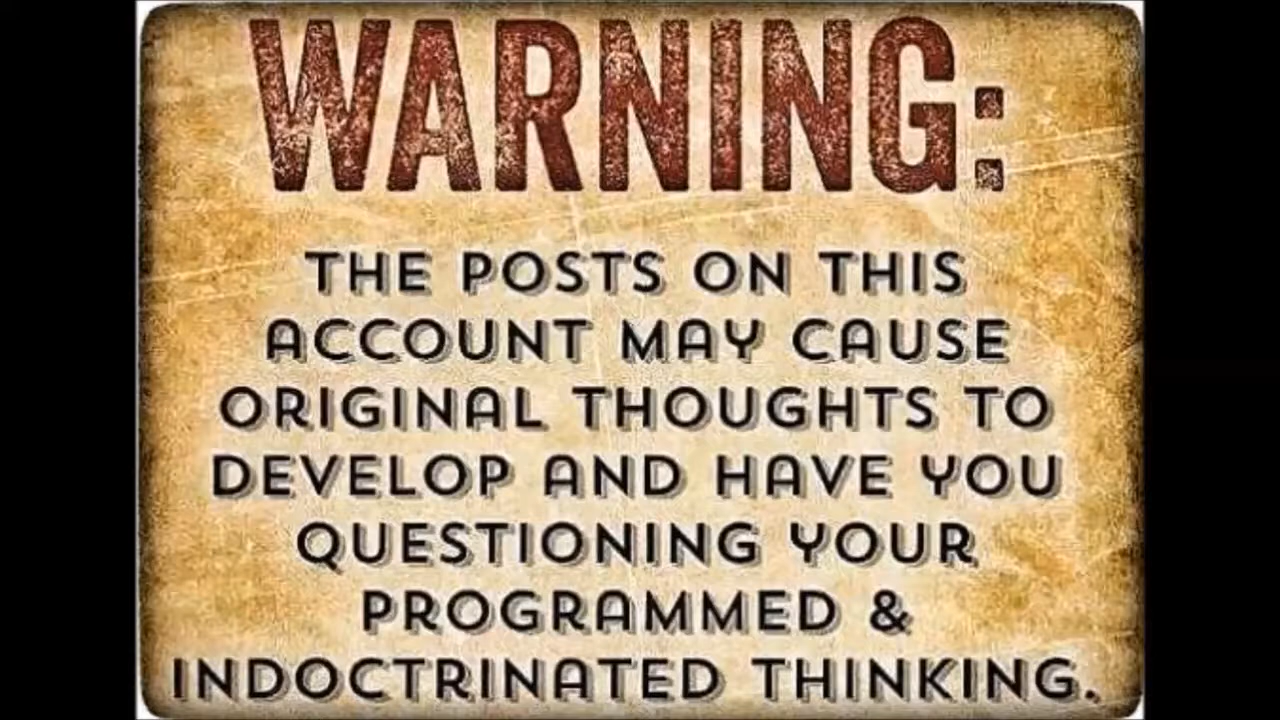 WARNING:
THE POSTS ON THIS
ACCOUNT MAY CAUSE
ORIGINAL THOUGHTS TO
DEVELOP AND HAVE YOU
QUESTIONING YOUR
PROGRAMMED &
INDOCTRINATED THINKING.